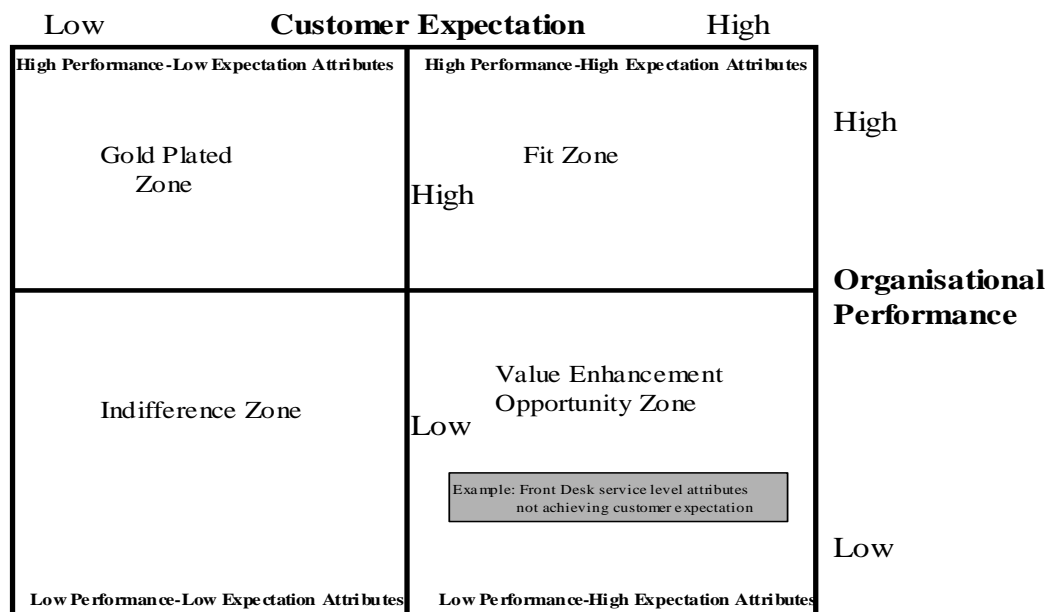 Low Customer Expectation High
High Performance-Low Expectation Attributes
High Performance-High Expectation Attributes
High
Gold Plated
Zone
Fit Zone
High
Organisational
Performance
Indifference Zone
Value Enhancement
Opportunity Zone
Low
Example: Front Desk service level attributes
not achieving customer expectation
Low
Low Performance-Low Expectation Attributes
Low Performance-High Expectation Attributes